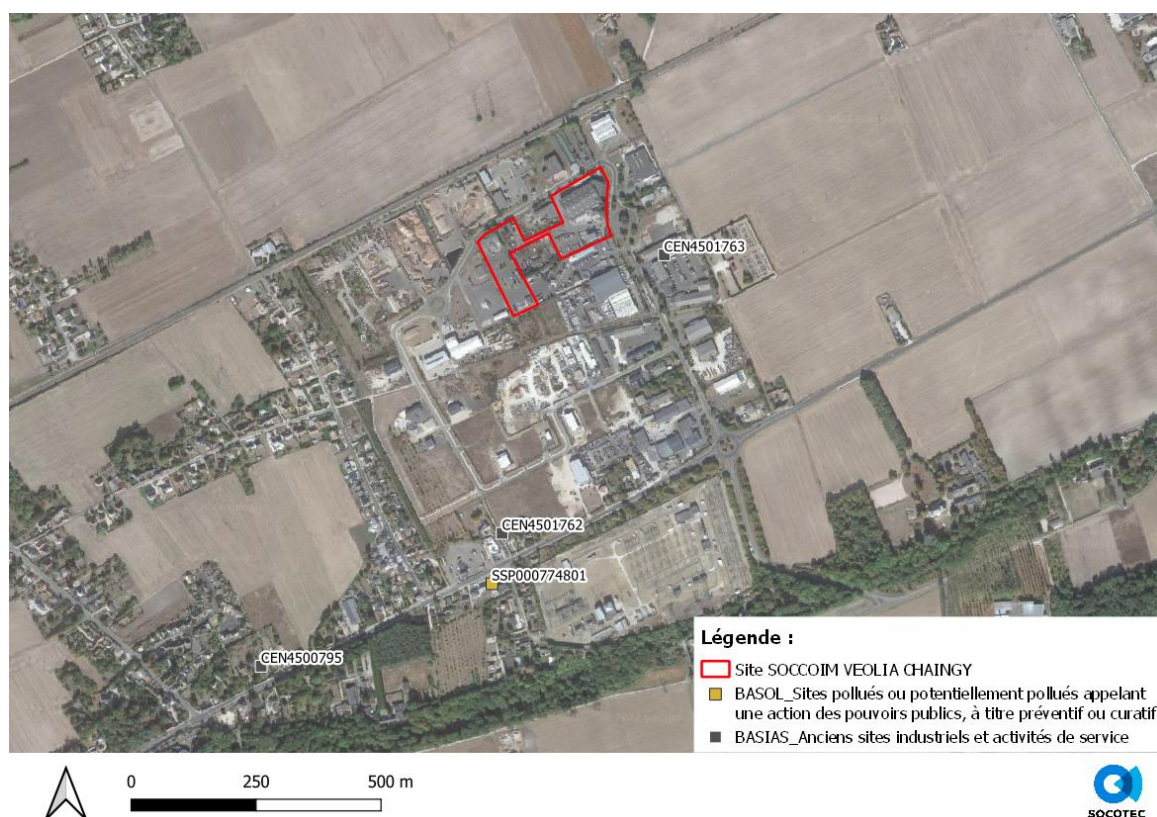 CEN4501763
CEN4501762
SSP000774801
CEN4500795
Légende :
Site SOCCOIM VEOLIA CHAINGY
BASOL_Sites pollués ou potentiellement pollués appelant
une action des pouvoirs publics, à titre préventif ou curatif
BASIAS_Anciens sites industriels et activités de service
0 250 500 m
SOCOTEC